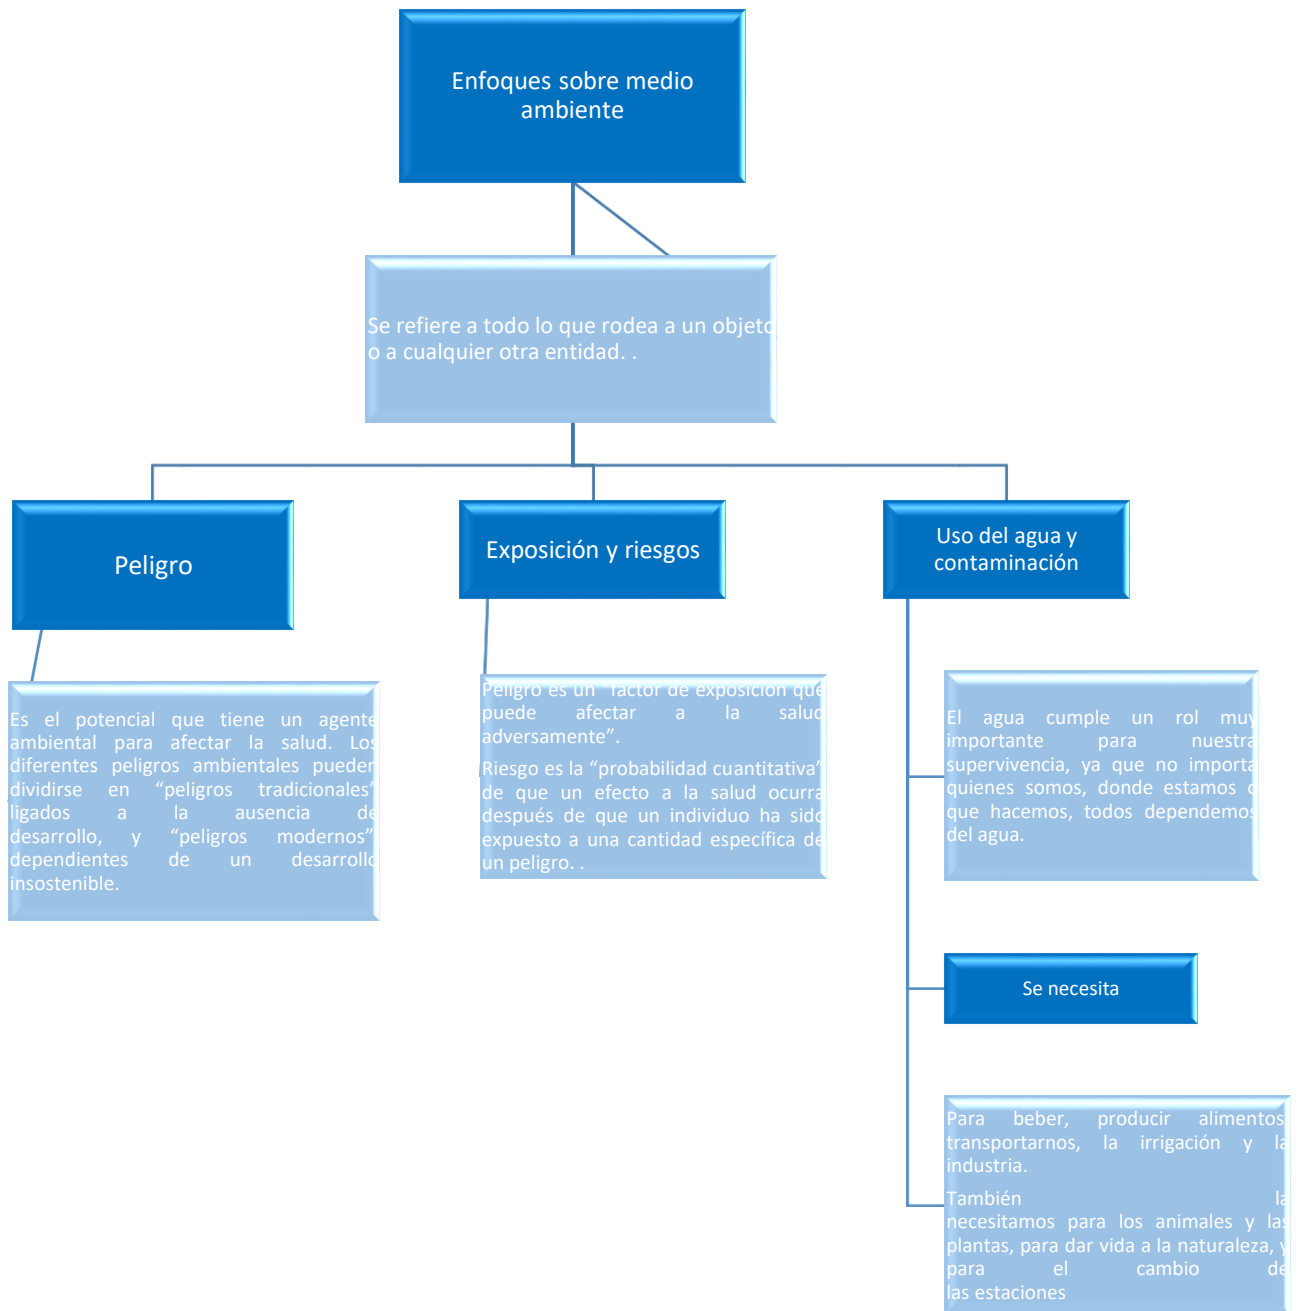 Enfoques sobre medio
ambiente
Se refiere a todo lo que rodea a un objeto
o a cualquier otra entidad. .
Peligro
Es el potencial que tiene un agente
ambiental para afectar la salud. Los
diferentes peligros ambientales pueden
dividirse en “peligros tradicionales”
ligados a la ausencia de
desarrollo, y “peligros modernos”
dependientes de un desarrollo
insostenible.
Exposición y riesgos
Peligro es un “factor de exposición que
puede afectar a la salud
adversamente”.
Riesgo es la “probabilidad cuantitativa”
de que un efecto a la salud ocurra
después de que un individuo ha sido
expuesto a una cantidad específica de
un peligro. .
Uso del agua y
contaminación
El agua cumple un rol muy
importante para nuestra
supervivencia, ya que no importa
quienes somos, donde estamos o
que hacemos, todos dependemos
del agua.
Se necesita
Para beber, producir alimentos
transportarnos, la irrigación y la
industria.
También la
necesitamos para los animales y las
plantas, para dar vida a la naturaleza, y
para el cambio de
las estaciones